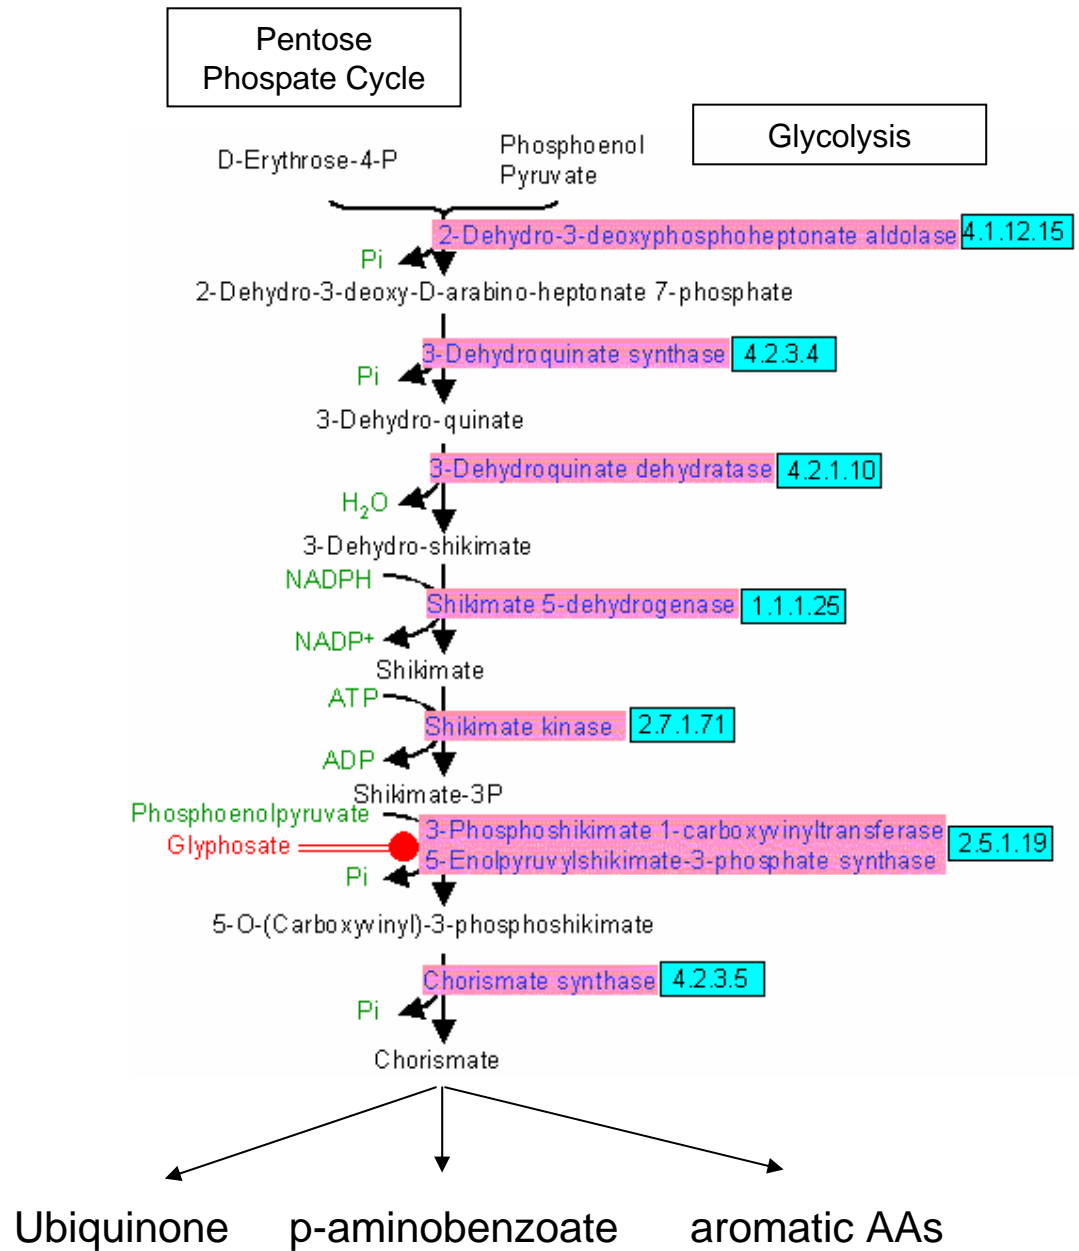 Pentose
Phospate Cycle
Glycolysis
D-Erythrose-4-P
Phosphoenol
Pyruvate
2-Dehydro-3-deoxyphosphoheptonate aldolase 4.1.12.15
Pi
2-Dehydro-3-deoxy-D-arabino-heptonate 7-phosphate
3-Dehydroquinate synthase 4.2.3.4
Pi
3-Dehydro-quinate
3-Dehydroquinate dehydratase 4.2.1.10
H₂O
3-Dehydro-shikimate
NADPH
Shikimate 5-dehydrogenase 1.1.1.25
NADP⁺
Shikimate
ATP
Shikimate kinase 2.7.1.71
ADP
Shikimate-3P
Phosphoenolpyruvate
3-Phosphoshikimate 1-carboxyvinyltransferase
Glyphosate
2.5.1.19
5-Enolpyruvylshikimate-3-phosphate synthase
Pi
5-O-(Carboxyvinyl)-3-phosphoshikimate
Chorismate synthase 4.2.3.5
Pi
Chorismate
Ubiquinone p-aminobenzoate aromatic AAs